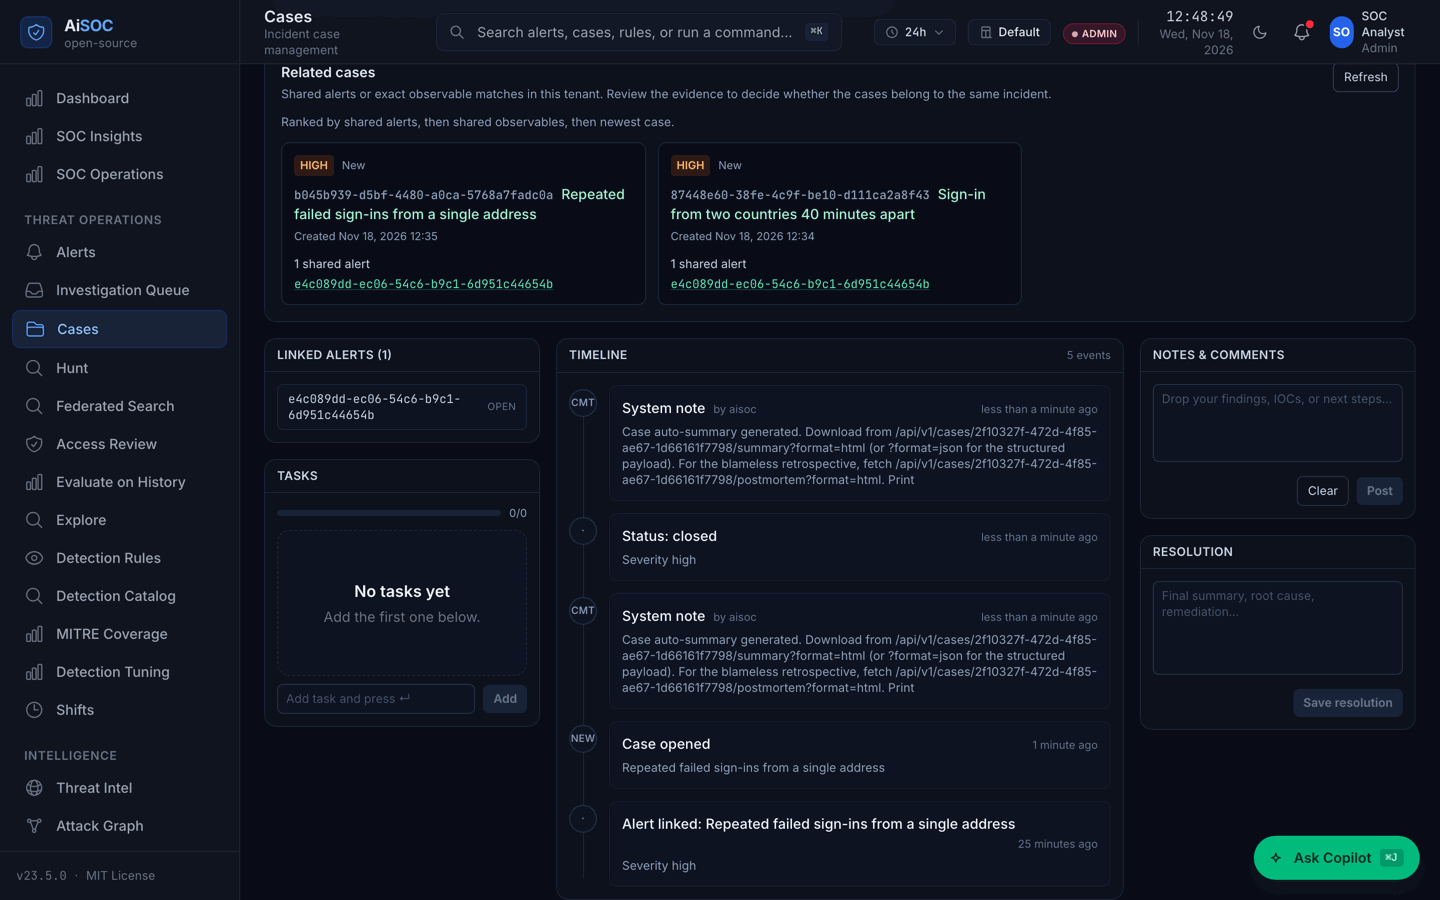 AiSOC
open-source
Cases
Incident case
management
Search alerts, cases, rules, or run a command...
⌘K
24h
Default
ADMIN
12:48:49
Wed, Nov 18,
2026
SO
SOC
Analyst
Admin
Dashboard
SOC Insights
SOC Operations
THREAT OPERATIONS
Alerts
Investigation Queue
Cases
Hunt
Federated Search
Access Review
Evaluate on History
Explore
Detection Rules
Detection Catalog
MITRE Coverage
Detection Tuning
Shifts
INTELLIGENCE
Threat Intel
Attack Graph
v23.5.0 · MIT License
Related cases
Refresh
Shared alerts or exact observable matches in this tenant. Review the evidence to decide whether the cases belong to the same incident.
Ranked by shared alerts, then shared observables, then newest case.
HIGH New
b045b939-d5bf-4480-a0ca-5768a7fadc0a Repeated
failed sign-ins from a single address
Created Nov 18, 2026 12:35
1 shared alert
e4c089dd-ec06-54c6-b9c1-6d951c44654b
HIGH New
87448e60-38fe-4c9f-be10-d111ca2a8f43 Sign-in
from two countries 40 minutes apart
Created Nov 18, 2026 12:34
1 shared alert
e4c089dd-ec06-54c6-b9c1-6d951c44654b
LINKED ALERTS (1)
e4c089dd-ec06-54c6-b9c1-
6d951c44654b
OPEN
TASKS
0/0
No tasks yet
Add the first one below.
Add task and press ↵
Add
TIMELINE
5 events
CMT
System note by aisoc
less than a minute ago
Case auto-summary generated. Download from /api/v1/cases/2f10327f-472d-4f85-
ae67-1d66161f7798/summary?format=html (or ?format=json for the structured
payload). For the blameless retrospective, fetch /api/v1/cases/2f10327f-472d-4f85-
ae67-1d66161f7798/postmortem?format=html. Print
Status: closed
less than a minute ago
Severity high
CMT
System note by aisoc
less than a minute ago
Case auto-summary generated. Download from /api/v1/cases/2f10327f-472d-4f85-
ae67-1d66161f7798/summary?format=html (or ?format=json for the structured
payload). For the blameless retrospective, fetch /api/v1/cases/2f10327f-472d-4f85-
ae67-1d66161f7798/postmortem?format=html. Print
NEW
Case opened
1 minute ago
Repeated failed sign-ins from a single address
Alert linked: Repeated failed sign-ins from a single address
25 minutes ago
Severity high
NOTES & COMMENTS
Drop your findings, IOCs, or next steps...
Clear
Post
RESOLUTION
Final summary, root cause,
remediation...
Save resolution
Ask Copilot ⌘J